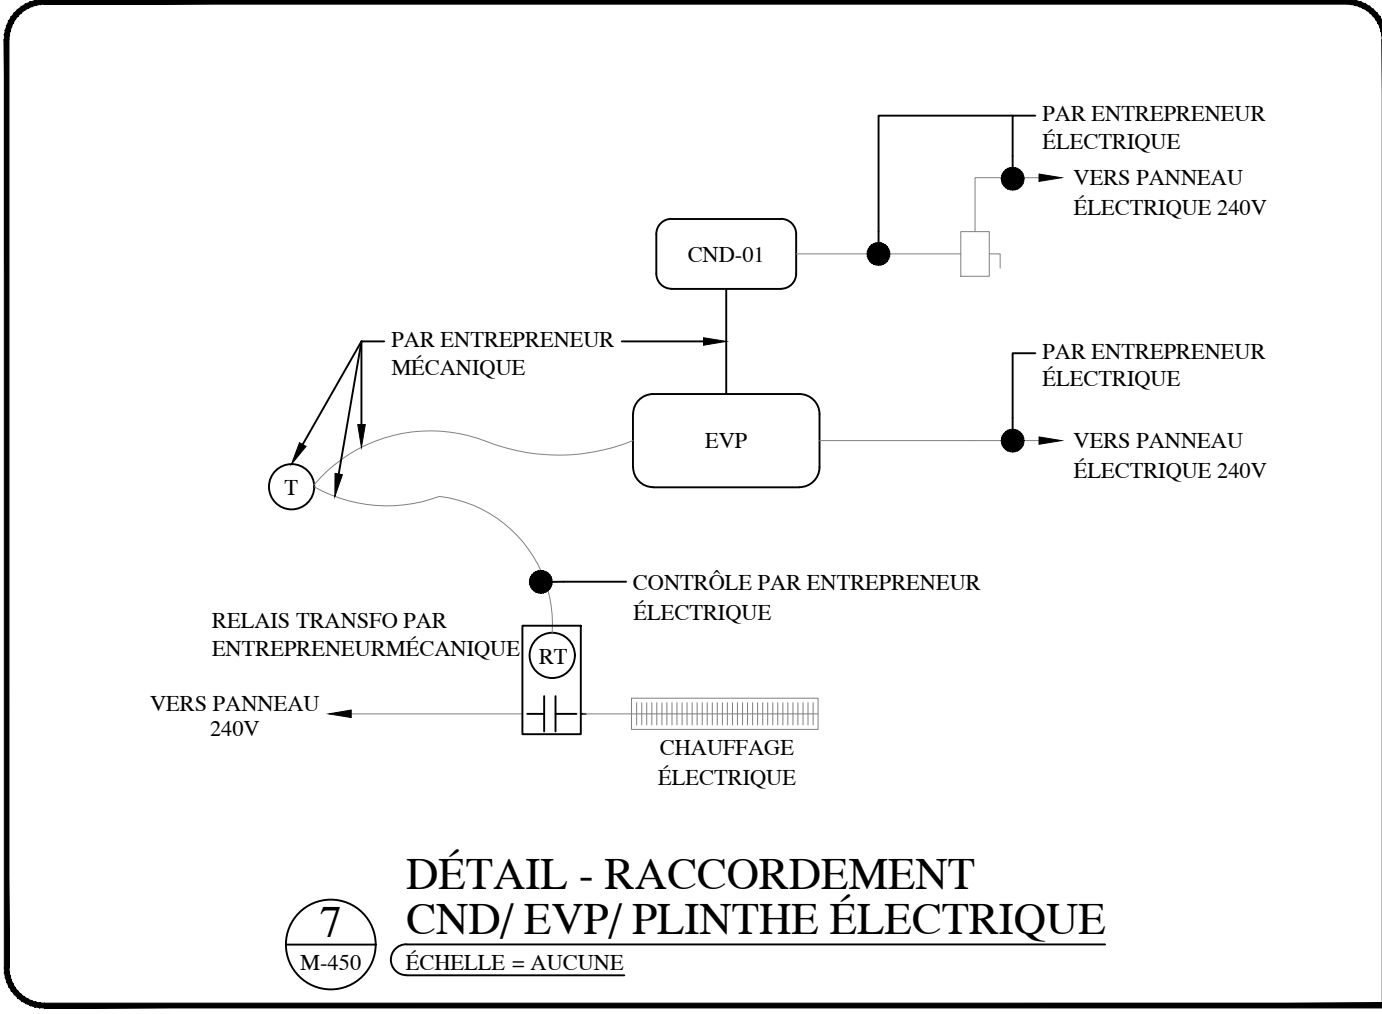 PAR ENTREPRENEUR
ÉLECTRIQUE
VERS PANNEAU
ÉLECTRIQUE 240V
CND-01
PAR ENTREPRENEUR
MÉCANIQUE
PAR ENTREPRENEUR
ÉLECTRIQUE
EVP
VERS PANNEAU
ÉLECTRIQUE 240V
T
CONTRÔLE PAR ENTREPRENEUR
ÉLECTRIQUE
RELAIS TRANSFO PAR
ENTREPRENEURMÉCANIQUE
RT
VERS PANNEAU
240V
CHAUFFAGE
ÉLECTRIQUE
DÉTAIL - RACCORDEMENT
CND/ EVP/ PLINTHE ÉLECTRIQUE
7
M-450
ÉCHELLE = AUCUNE